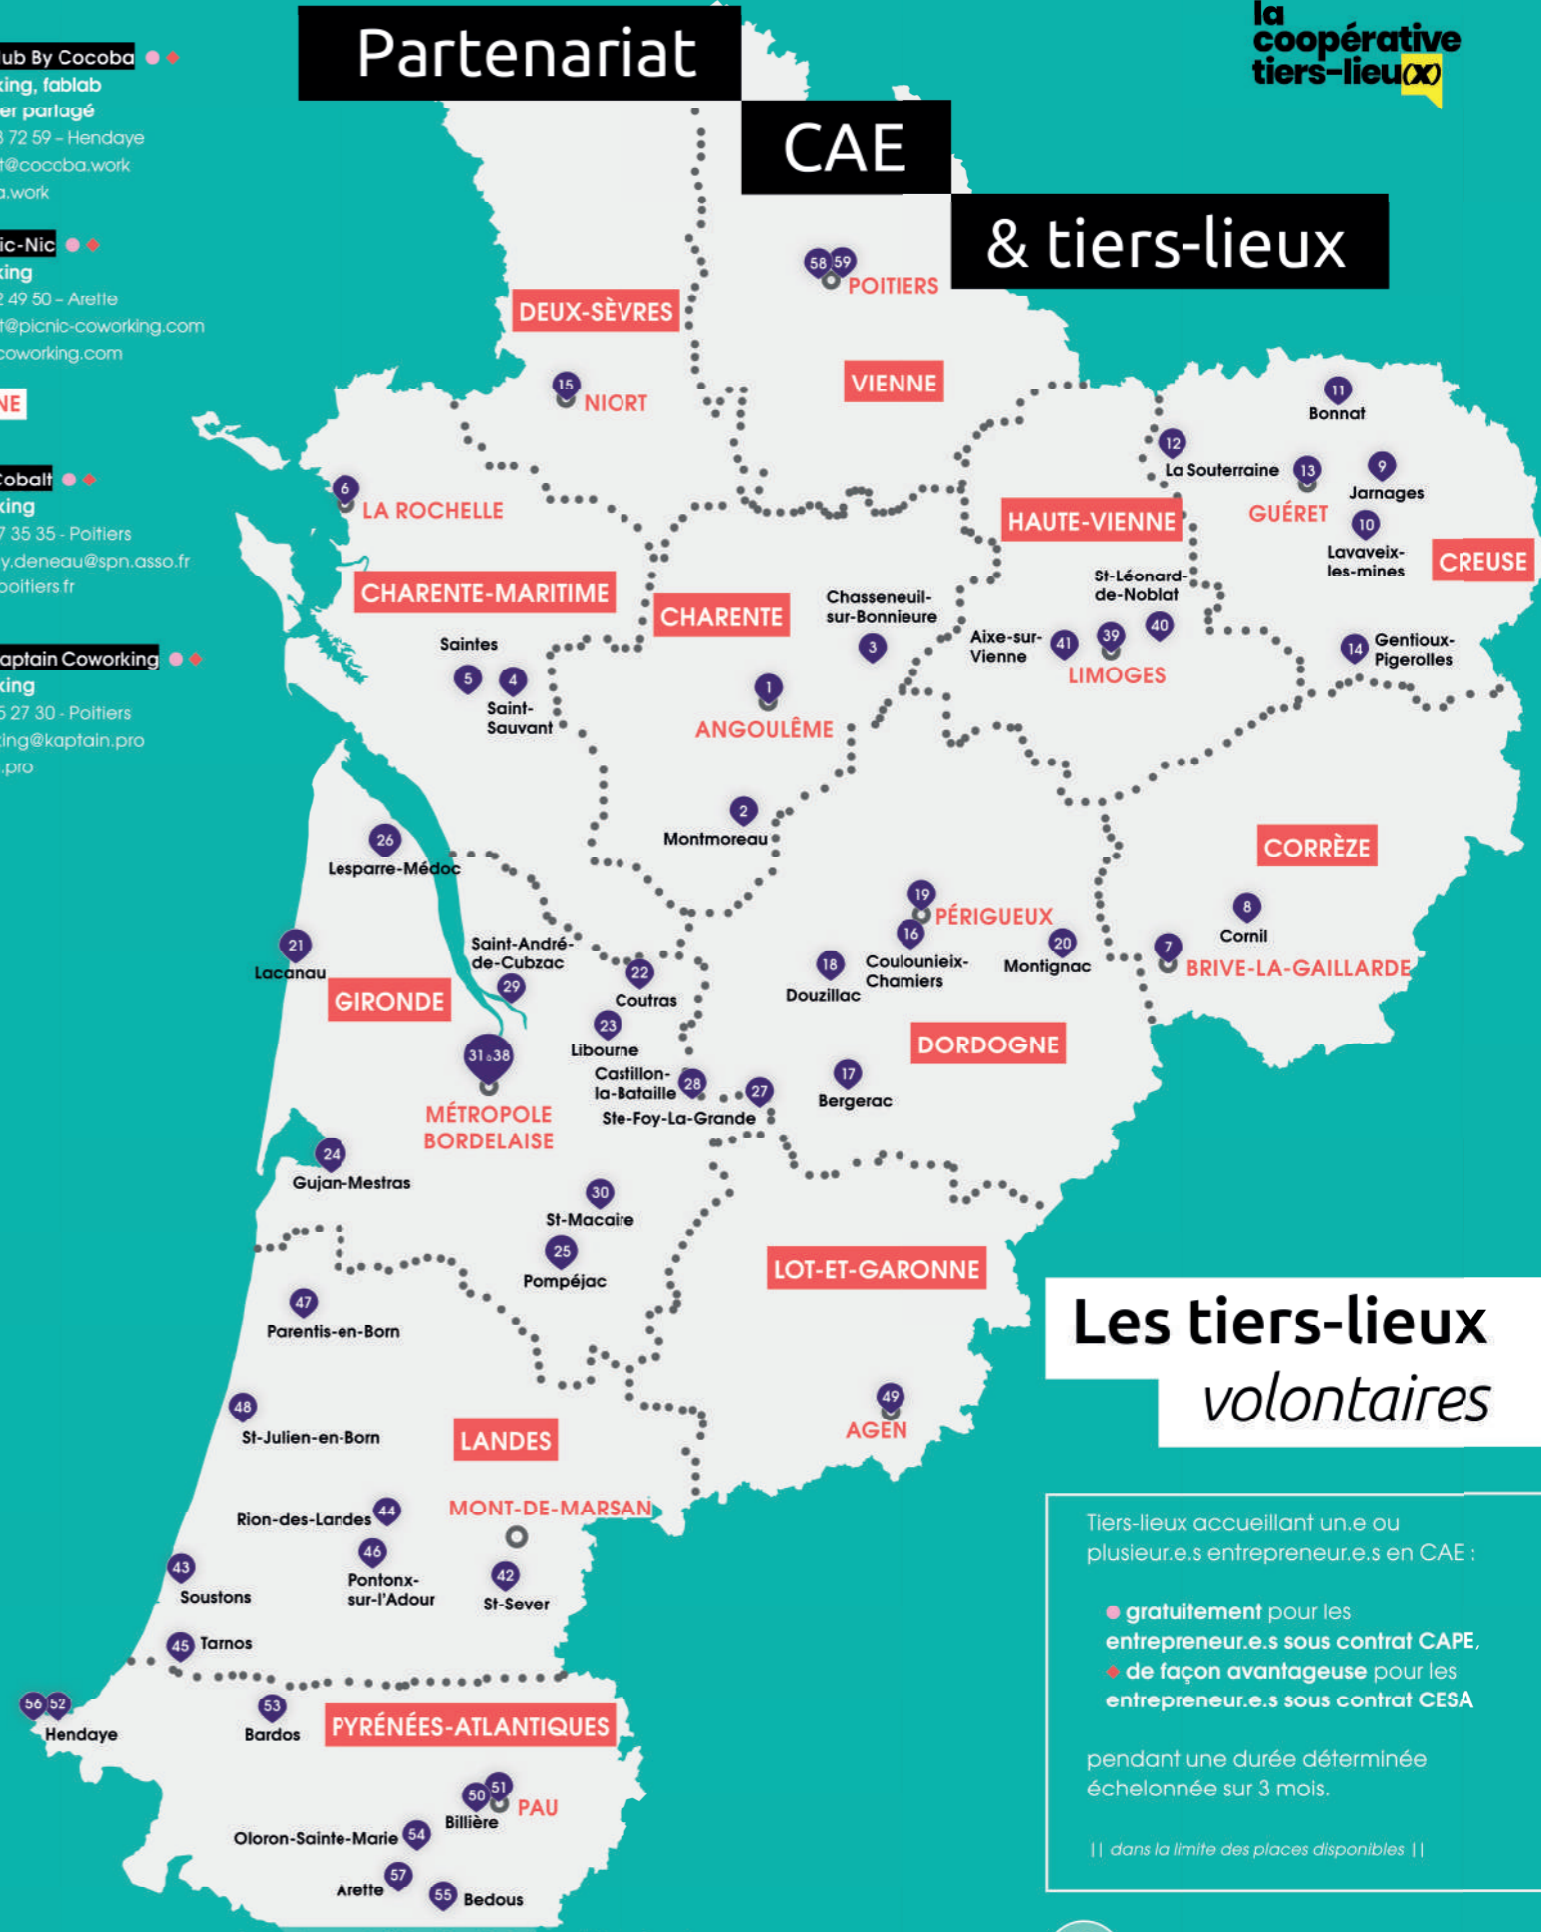 Partenariat
CAE
& tiers-lieux
la
coopérative
tiers-lieu(x)
lub By Cocoba
king, fablab
er partagé
3 72 59 – Hendaye
t@cocoba.work
a.work
ic-Nic
king
2 49 50 – Arette
t@picnic-coworking.com
coworking.com
NE
Cobalt
king
7 35 35 - Poitiers
y.deneau@spn.asso.fr
poitiers.fr
aptain Coworking
king
5 27 30 - Poitiers
king@kaptain.pro
.pro
58 59
POITIERS
DEUX-SÈVRES
VIENNE
15
NIORT
11
Bonnat
12
La Souterraine
13
GUÉRET
9
Jarnages
10
Lavaveix-
les-mines
CREUSE
6
LA ROCHELLE
HAUTE-VIENNE
CHARENTE-MARITIME
CHARENTE
Chasseneuil-
sur-Bonnieure
3
St-Léonard-
de-Noblat
40
Aixe-sur-
Vienne
41
39
LIMOGES
14
Gentioux-
Pigerolles
Saintes
5
4
Saint-
Sauvant
1
ANGOULÊME
2
Montmoreau
26
Lesparre-Médoc
CORRÈZE
19
PÉRIGUEUX
16
Coulounieix-
Chamiers
20
Montignac
8
Cornil
7
BRIVE-LA-GAILLARDE
21
Lacanau
Saint-André-
de-Cubzac
29
22
Coutras
18
Douzillac
GIRONDE
23
Libourne
DORDOGNE
31à38
MÉTROPOLE
BORDELAISE
Castillon-
la-Bataille
28
27
Ste-Foy-La-Grande
17
Bergerac
24
Gujan-Mestras
30
St-Macaire
25
Pompéjac
LOT-ET-GARONNE
47
Parentis-en-Born
48
St-Julien-en-Born
49
AGEN
LANDES
MONT-DE-MARSAN
Rion-des-Landes
44
46
Pontonx-
sur-l'Adour
42
St-Sever
43
Soustons
45
Tarnos
56 52
Hendaye
53
Bardos
PYRÉNÉES-ATLANTIQUES
50
51
PAU
Billière
Oloron-Sainte-Marie
54
57
Arette
55
Bedous
Les tiers-lieux
volontaires
Tiers-lieux accueillant un.e ou
plusieur.e.s entrepreneur.e.s en CAE :
gratuitement pour les
entrepreneur.e.s sous contrat CAPE,
de façon avantageuse pour les
entrepreneur.e.s sous contrat CESA
pendant une durée déterminée
échelonnée sur 3 mois.
|| dans la limite des places disponibles ||